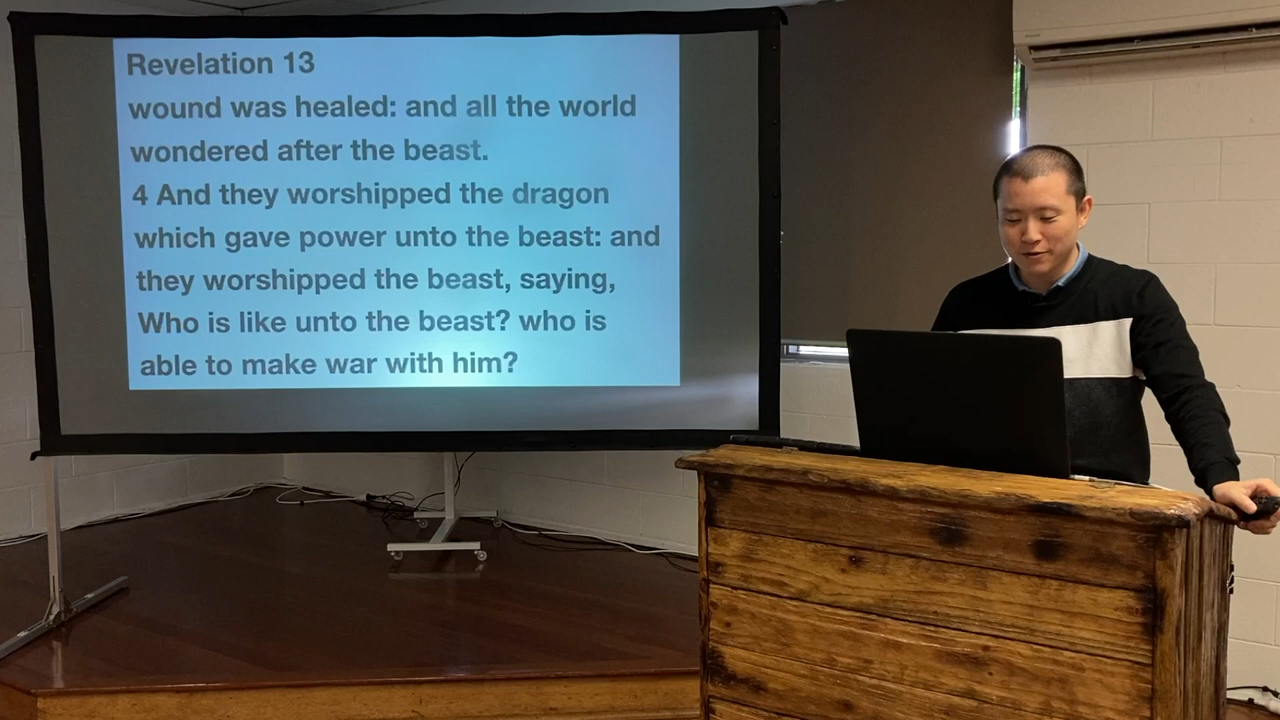 Revelation 13
wound was healed: and all the world
wondered after the beast.
4 And they worshipped the dragon
which gave power unto the beast: and
they worshipped the beast, saying,
Who is like unto the beast? who is
able to make war with him?